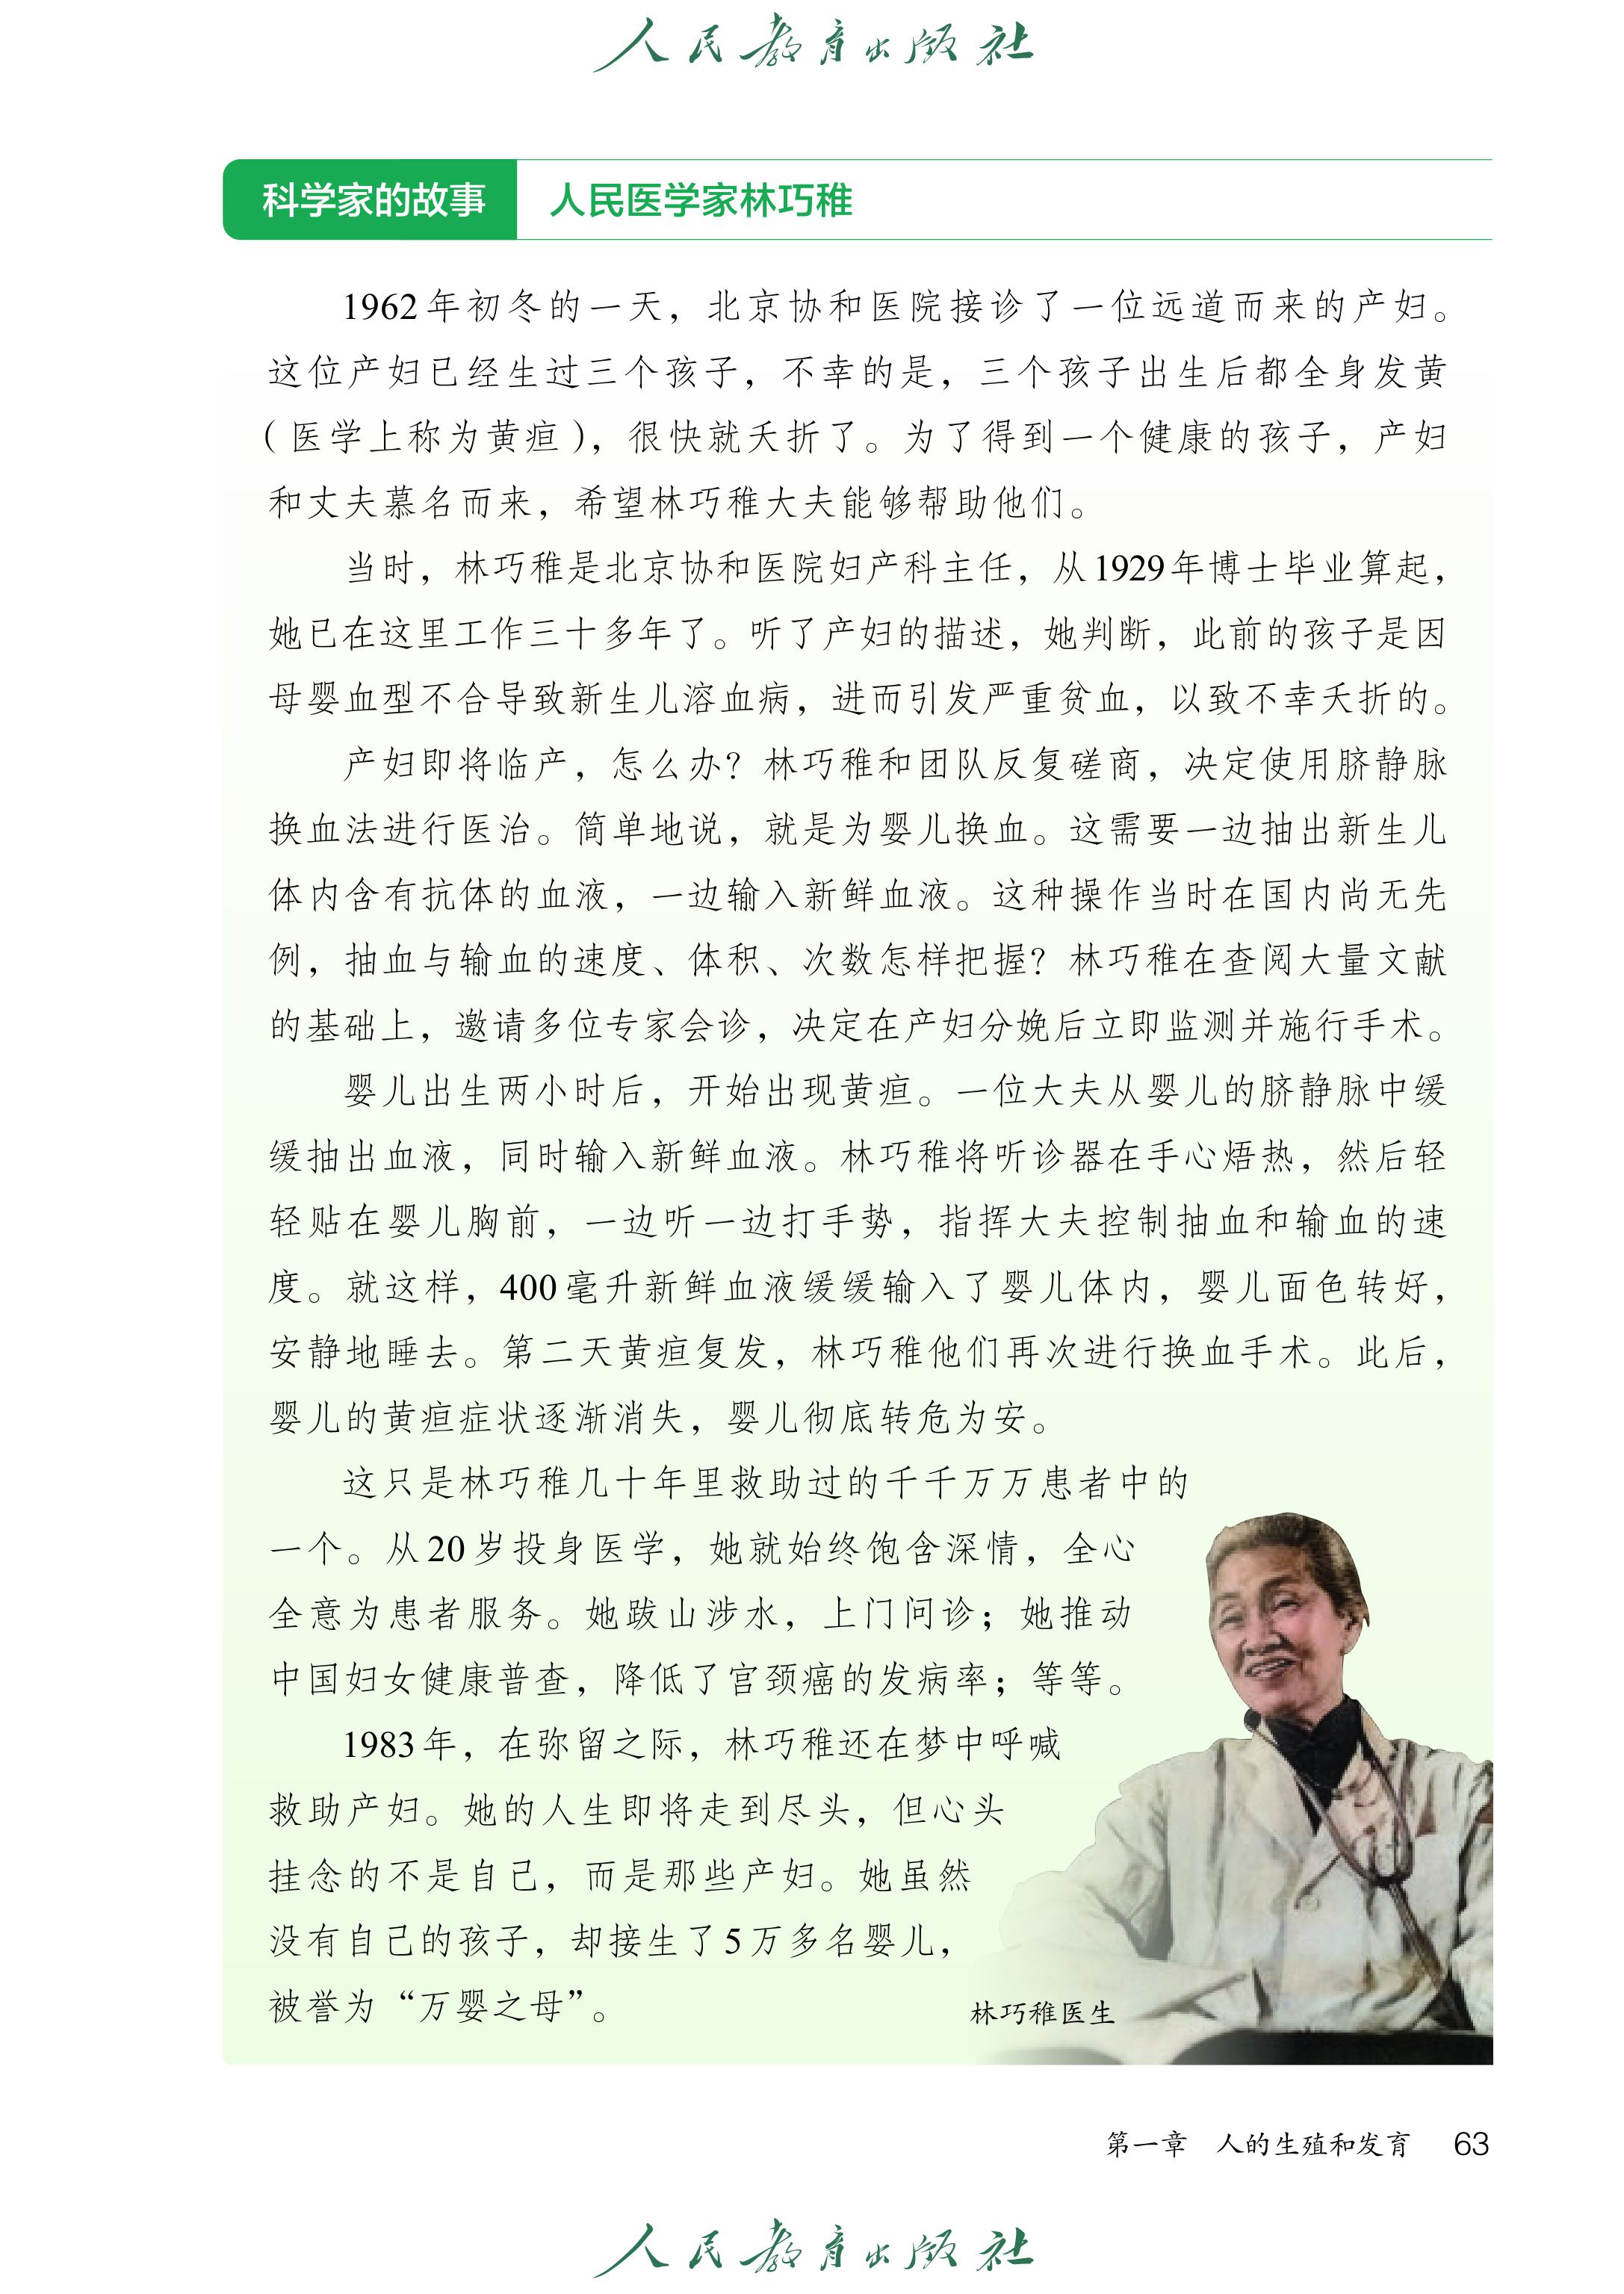 人民教育出版社
科学家的故事 人民医学家林巧稚
1962年初冬的一天，北京协和医院接诊了一位远道而来的产妇。
这位产妇已经生过三个孩子，不幸的是，三个孩子出生后都全身发黄
（医学上称为黄疸），很快就夭折了。为了得到一个健康的孩子，产妇
和丈夫慕名而来，希望林巧稚大夫能够帮助他们。
当时，林巧稚是北京协和医院妇产科主任，从1929年博士毕业算起，
她已在这里工作三十多年了。听了产妇的描述，她判断，此前的孩子是因
母婴血型不合导致新生儿溶血病，进而引发严重贫血，以致不幸夭折的。
产妇即将临产，怎么办？林巧稚和团队反复磋商，决定使用脐静脉
换血法进行医治。简单地说，就是为婴儿换血。这需要一边抽出新生儿
体内含有抗体的血液，一边输入新鲜血液。这种操作当时在国内尚无先
例，抽血与输血的速度、体积、次数怎样把握？林巧稚在查阅大量文献
的基础上，邀请多位专家会诊，决定在产妇分娩后立即监测并施行手术。
婴儿出生两小时后，开始出现黄疸。一位大夫从婴儿的脐静脉中缓
缓抽出血液，同时输入新鲜血液。林巧稚将听诊器在手心焐热，然后轻
轻贴在婴儿胸前，一边听一边打手势，指挥大夫控制抽血和输血的速
度。就这样，400毫升新鲜血液缓缓输入了婴儿体内，婴儿面色转好，
安静地睡去。第二天黄疸复发，林巧稚他们再次进行换血手术。此后，
婴儿的黄疸症状逐渐消失，婴儿彻底转危为安。
这只是林巧稚几十年里救助过的千千万万患者中的
一个。从20岁投身医学，她就始终饱含深情，全心
全意为患者服务。她跋山涉水，上门问诊；她推动
中国妇女健康普查，降低了宫颈癌的发病率；等等。
1983年，在弥留之际，林巧稚还在梦中呼喊
救助产妇。她的人生即将走到尽头，但心头
挂念的不是自己，而是那些产妇。她虽然
没有自己的孩子，却接生了5万多名婴儿，
被誉为“万婴之母”。
林巧稚医生
第一章 人的生殖和发育 63
人民教育出版社